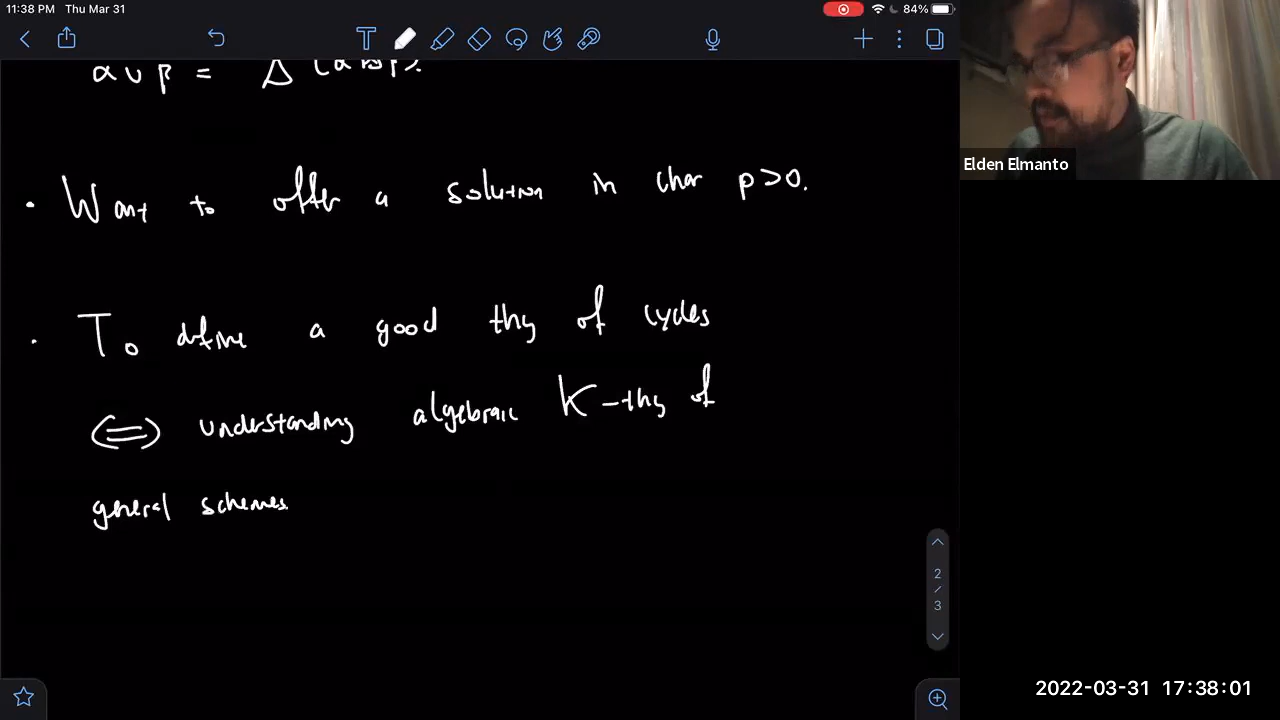 11:38 PM Thu Mar 31
84%
α ∪ β = Δ
• Want to offer a solution in char p>0.
Elden Elmanto
• To define a good thy of cycles
⟺ understanding algebraic K-thy of
general schemes.
2
/
3
2022-03-31 17:38:01